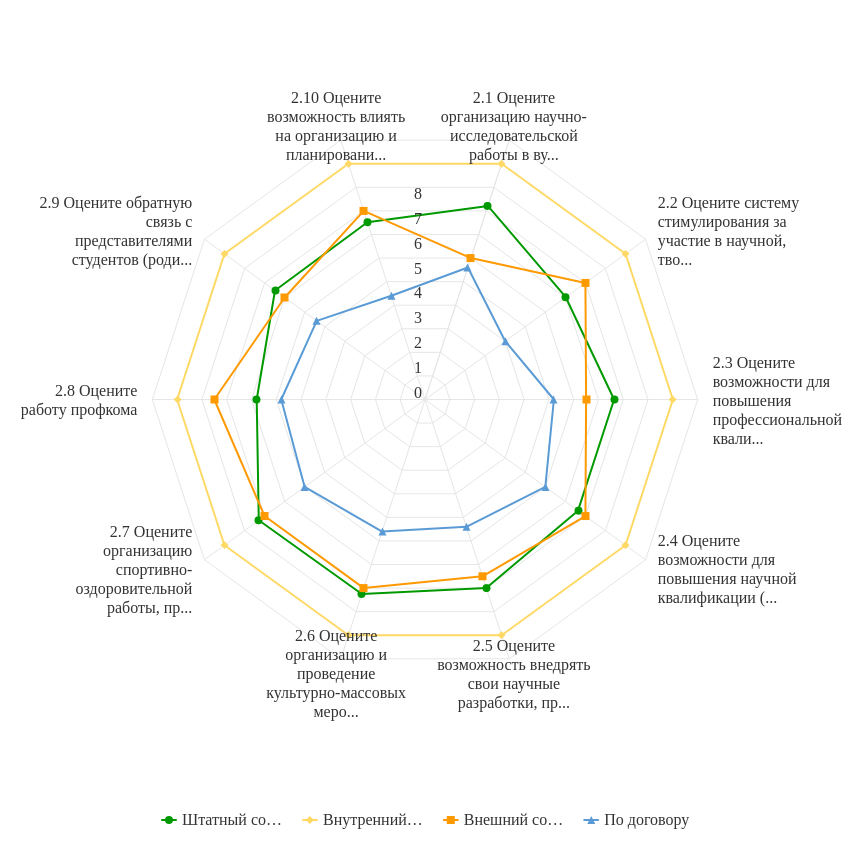 2.10 Оцените
возможность влиять
на организацию и
планировани...
2.1 Оцените
организацию научно-
исследовательской
работы в ву...
2.2 Оцените систему
стимулирования за
участие в научной,
тво...
2.3 Оцените
возможности для
повышения
профессиональной
квали...
2.4 Оцените
возможности для
повышения научной
квалификации (...
2.5 Оцените
возможность внедрять
свои научные
разработки, пр...
2.6 Оцените
организацию и
проведение
культурно-массовых
меро...
2.7 Оцените
организацию
спортивно-
оздоровительной
работы, пр...
2.8 Оцените
работу профкома
2.9 Оцените обратную
связь с
представителями
студентов (роди...
8
7
6
5
4
3
2
1
0
Штатный со…
Внутренний…
Внешний со…
По договору